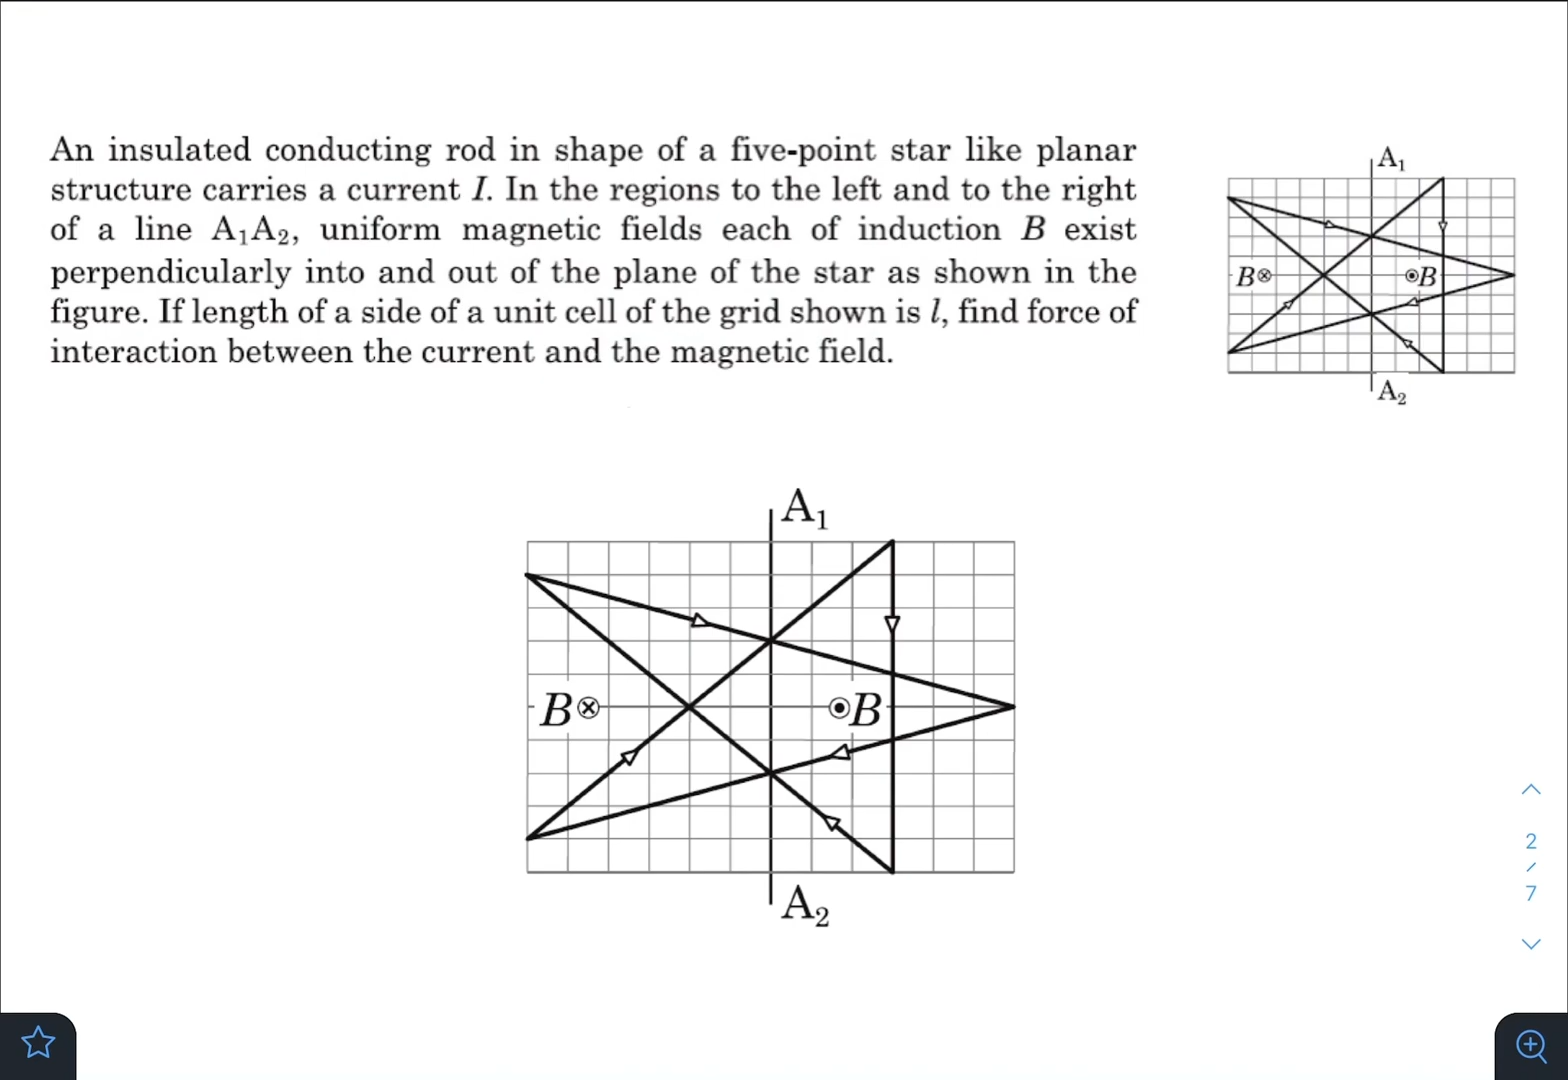 An insulated conducting rod in shape of a five-point star like planar
structure carries a current I. In the regions to the left and to the right
of a line A₁A₂, uniform magnetic fields each of induction B exist
perpendicularly into and out of the plane of the star as shown in the
figure. If length of a side of a unit cell of the grid shown is l, find force of
interaction between the current and the magnetic field.
A₁
B⊗ ⊙B
A₂
A₁
B⊗ ⊙B
A₂
2
/
7